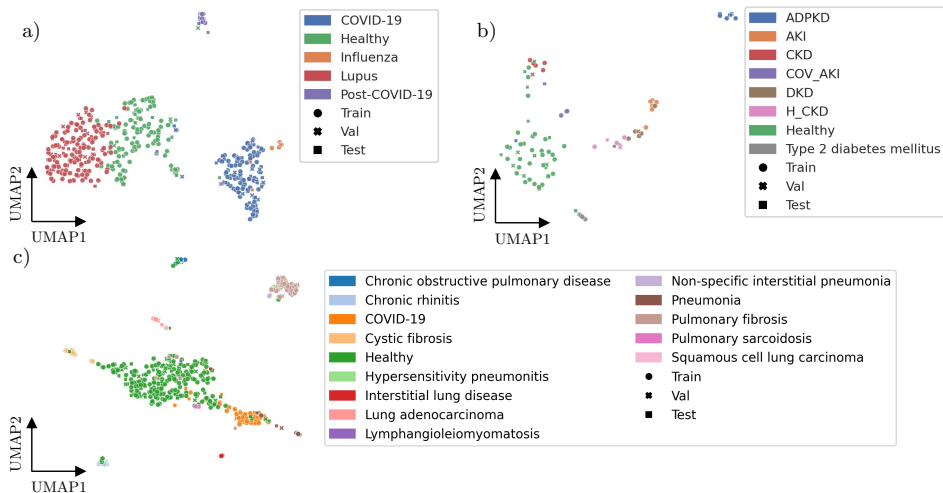 a)
COVID-19
Healthy
Influenza
Lupus
Post-COVID-19
Train
Val
Test
UMAP2
UMAP1
b)
ADPKD
AKI
CKD
COV_AKI
DKD
H_CKD
Healthy
Type 2 diabetes mellitus
Train
Val
Test
UMAP2
UMAP1
c)
Chronic obstructive pulmonary disease
Chronic rhinitis
COVID-19
Cystic fibrosis
Healthy
Hypersensitivity pneumonitis
Interstitial lung disease
Lung adenocarcinoma
Lymphangioleiomyomatosis
Non-specific interstitial pneumonia
Pneumonia
Pulmonary fibrosis
Pulmonary sarcoidosis
Squamous cell lung carcinoma
Train
Val
Test
UMAP2
UMAP1